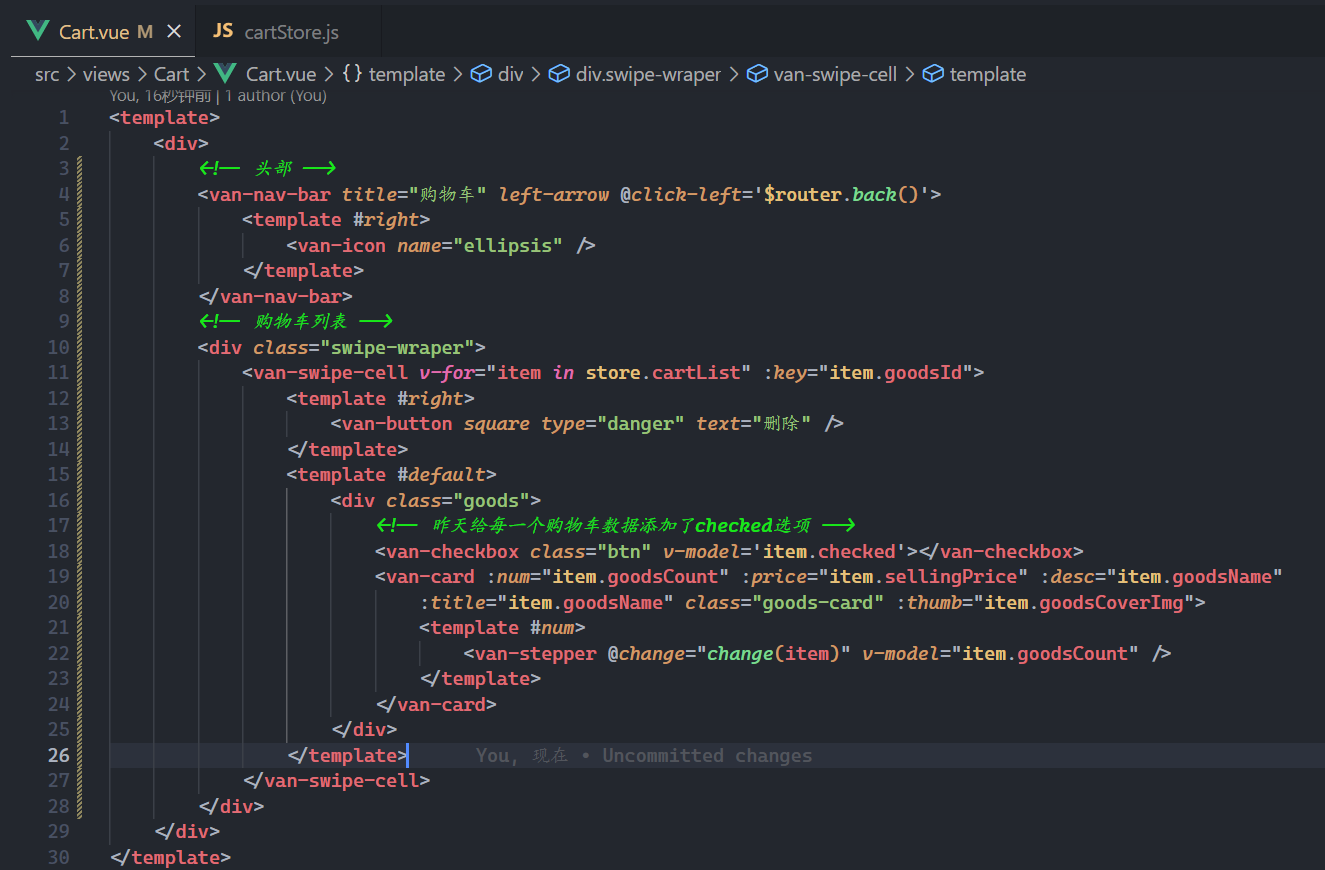 Cart.vue M JS cartStore.js
src > views > Cart > Cart.vue > {} template > div > div.swipe-wraper > van-swipe-cell > template
You, 16秒钟前 | 1 author (You)
1 <template>
2 <div>
3 <!-- 头部 -->
4 <van-nav-bar title="购物车" left-arrow @click-left='$router.back()'>
5 <template #right>
6 <van-icon name="ellipsis" />
7 </template>
8 </van-nav-bar>
9 <!-- 购物车列表 -->
10 <div class="swipe-wraper">
11 <van-swipe-cell v-for="item in store.cartList" :key="item.goodsId">
12 <template #right>
13 <van-button square type="danger" text="删除" />
14 </template>
15 <template #default>
16 <div class="goods">
17 <!-- 昨天给每一个购物车数据添加了checked选项 -->
18 <van-checkbox class="btn" v-model='item.checked'></van-checkbox>
19 <van-card :num="item.goodsCount" :price="item.sellingPrice" :desc="item.goodsName"
20 :title="item.goodsName" class="goods-card" :thumb="item.goodsCoverImg">
21 <template #num>
22 <van-stepper @change="change(item)" v-model="item.goodsCount" />
23 </template>
24 </van-card>
25 </div>
26 </template> You, 现在 • Uncommitted changes
27 </van-swipe-cell>
28 </div>
29 </div>
30 </template>